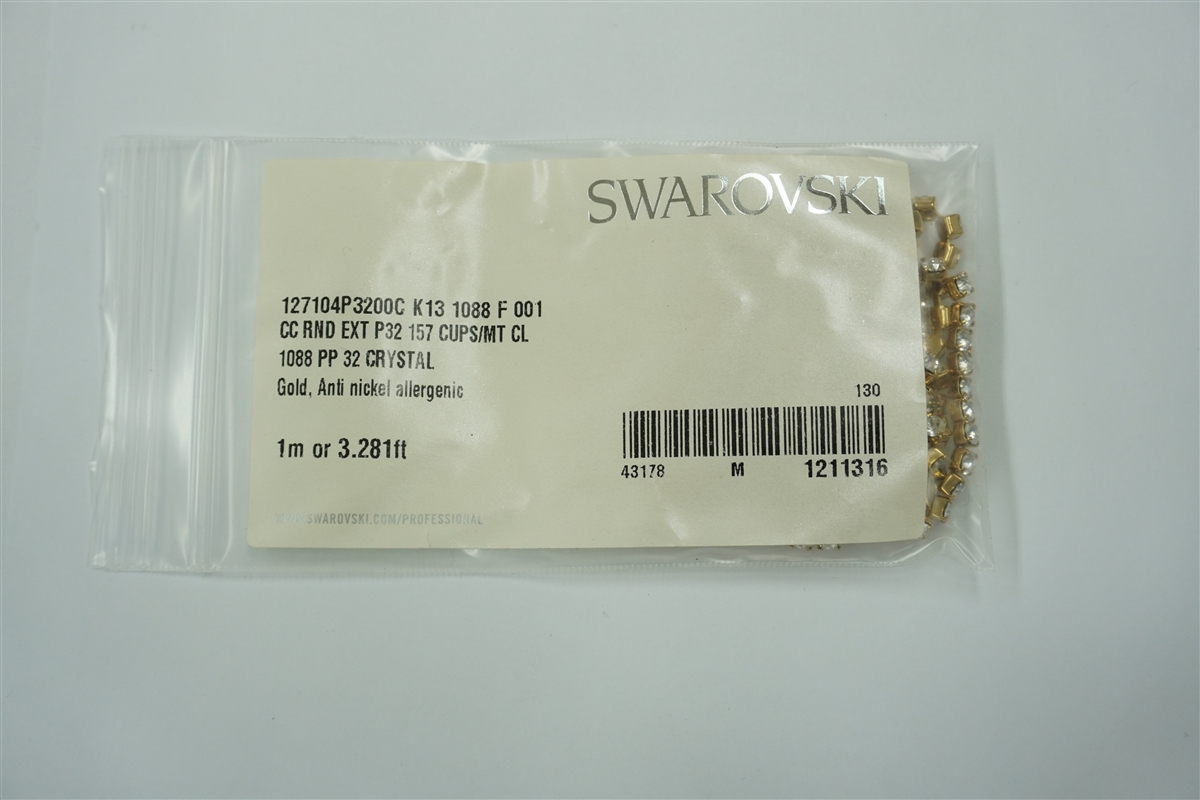 SWAROVSKI
127104P3200C K13 1088 F 001
CC RND EXT P32 157 CUPS/MT CL
1088 PP 32 CRYSTAL
Gold, Anti nickel allergenic
130
1m or 3.281ft
43178 M 1211316
WWW.SWAROVSKI.COM/PROFESSIONAL